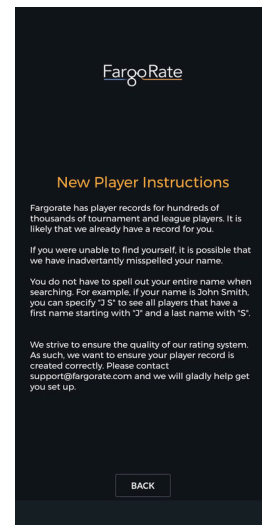 FargoRate
New Player Instructions
Fargorate has player records for hundreds of
thousands of tournament and league players. It is
likely that we already have a record for you.
If you were unable to find yourself, it is possible that
we have inadvertantly misspelled your name.
You do not have to spell out your entire name when
searching. For example, if your name is John Smith,
you can specify "J S" to see all players that have a
first name starting with "J" and a last name with "S".
We strive to ensure the quality of our rating system.
As such, we want to ensure your player record is
created correctly. Please contact
support@fargorate.com and we will gladly help get
you set up.
BACK